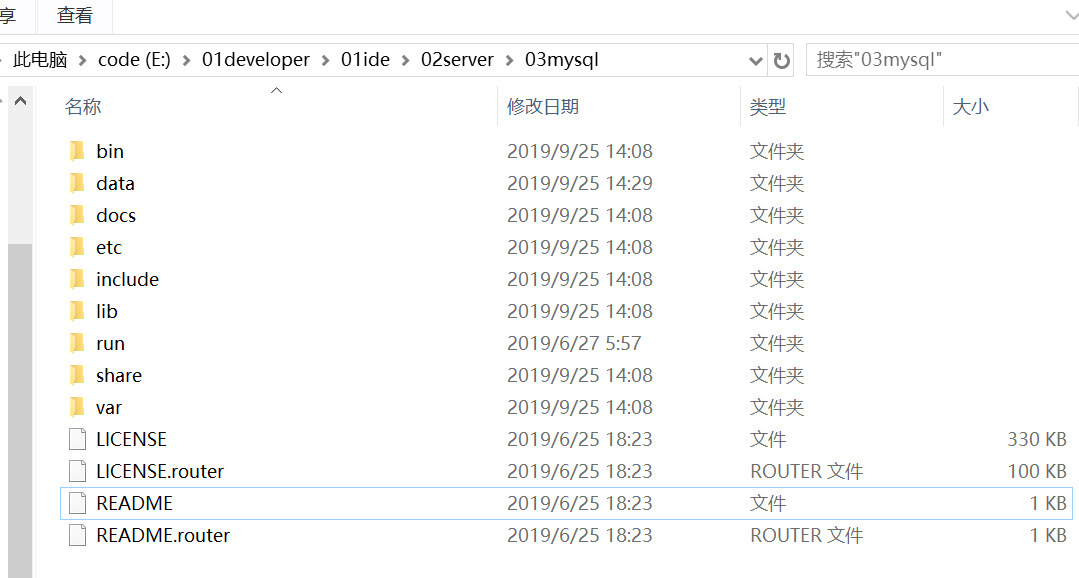 享 查看
此电脑 code (E:) 01developer 01ide 02server 03mysql 搜索"03mysql"
名称 修改日期 类型 大小
bin 2019/9/25 14:08 文件夹
data 2019/9/25 14:29 文件夹
docs 2019/9/25 14:08 文件夹
etc 2019/9/25 14:08 文件夹
include 2019/9/25 14:08 文件夹
lib 2019/9/25 14:08 文件夹
run 2019/6/27 5:57 文件夹
share 2019/9/25 14:08 文件夹
var 2019/9/25 14:08 文件夹
LICENSE 2019/6/25 18:23 文件 330 KB
LICENSE.router 2019/6/25 18:23 ROUTER 文件 100 KB
README 2019/6/25 18:23 文件 1 KB
README.router 2019/6/25 18:23 ROUTER 文件 1 KB